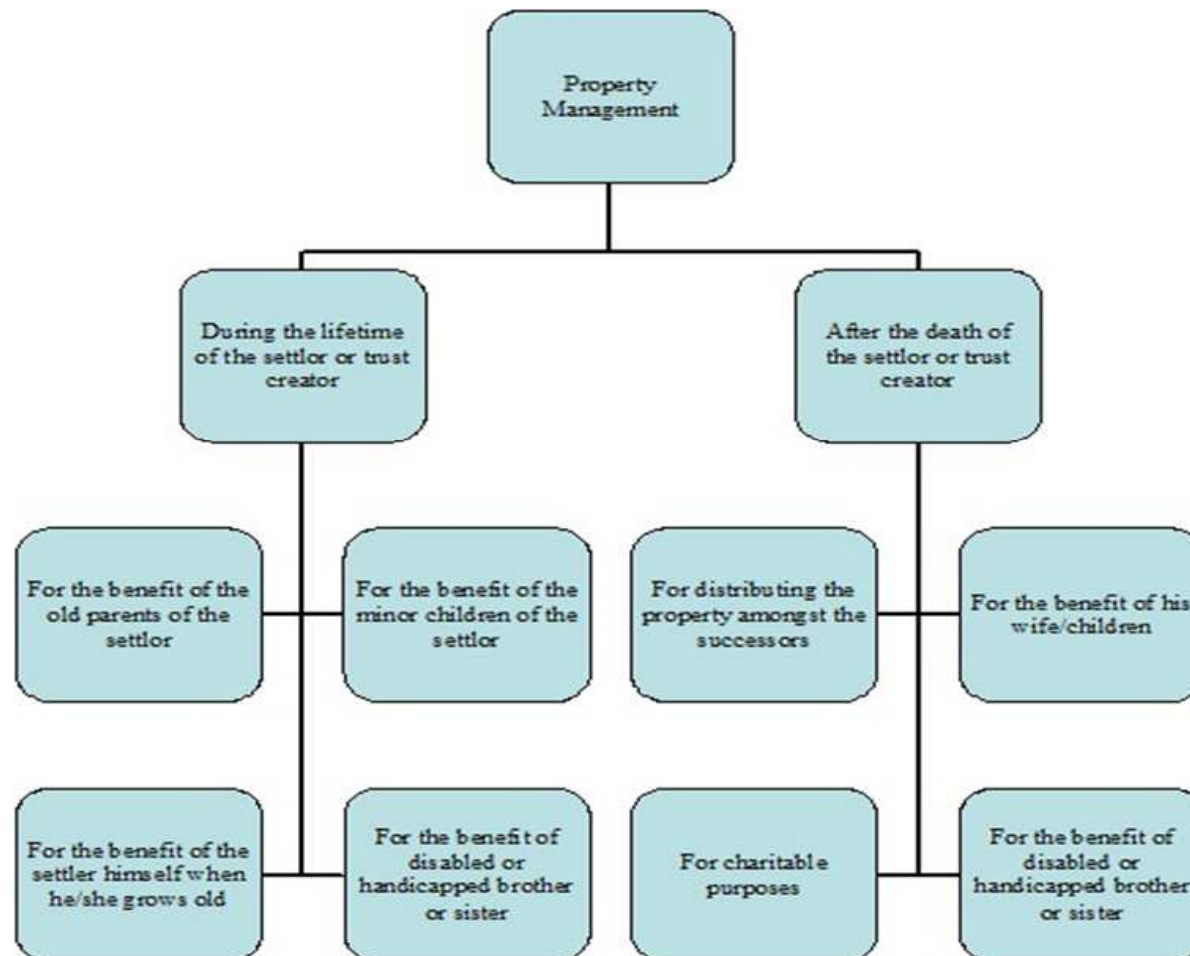 Property
Management
During the lifetime
of the settlor or trust
creator
After the death of
the settlor or trust
creator
For the benefit of the
old parents of the
settlor
For the benefit of the
minor children of the
settlor
For distributing the
property amongst the
successors
For the benefit of his
wife/children
For the benefit of the
settler himself when
he/she grows old
For the benefit of
disabled or
handicapped brother
or sister
For charitable
purposes
For the benefit of
disabled or
handicapped brother
or sister